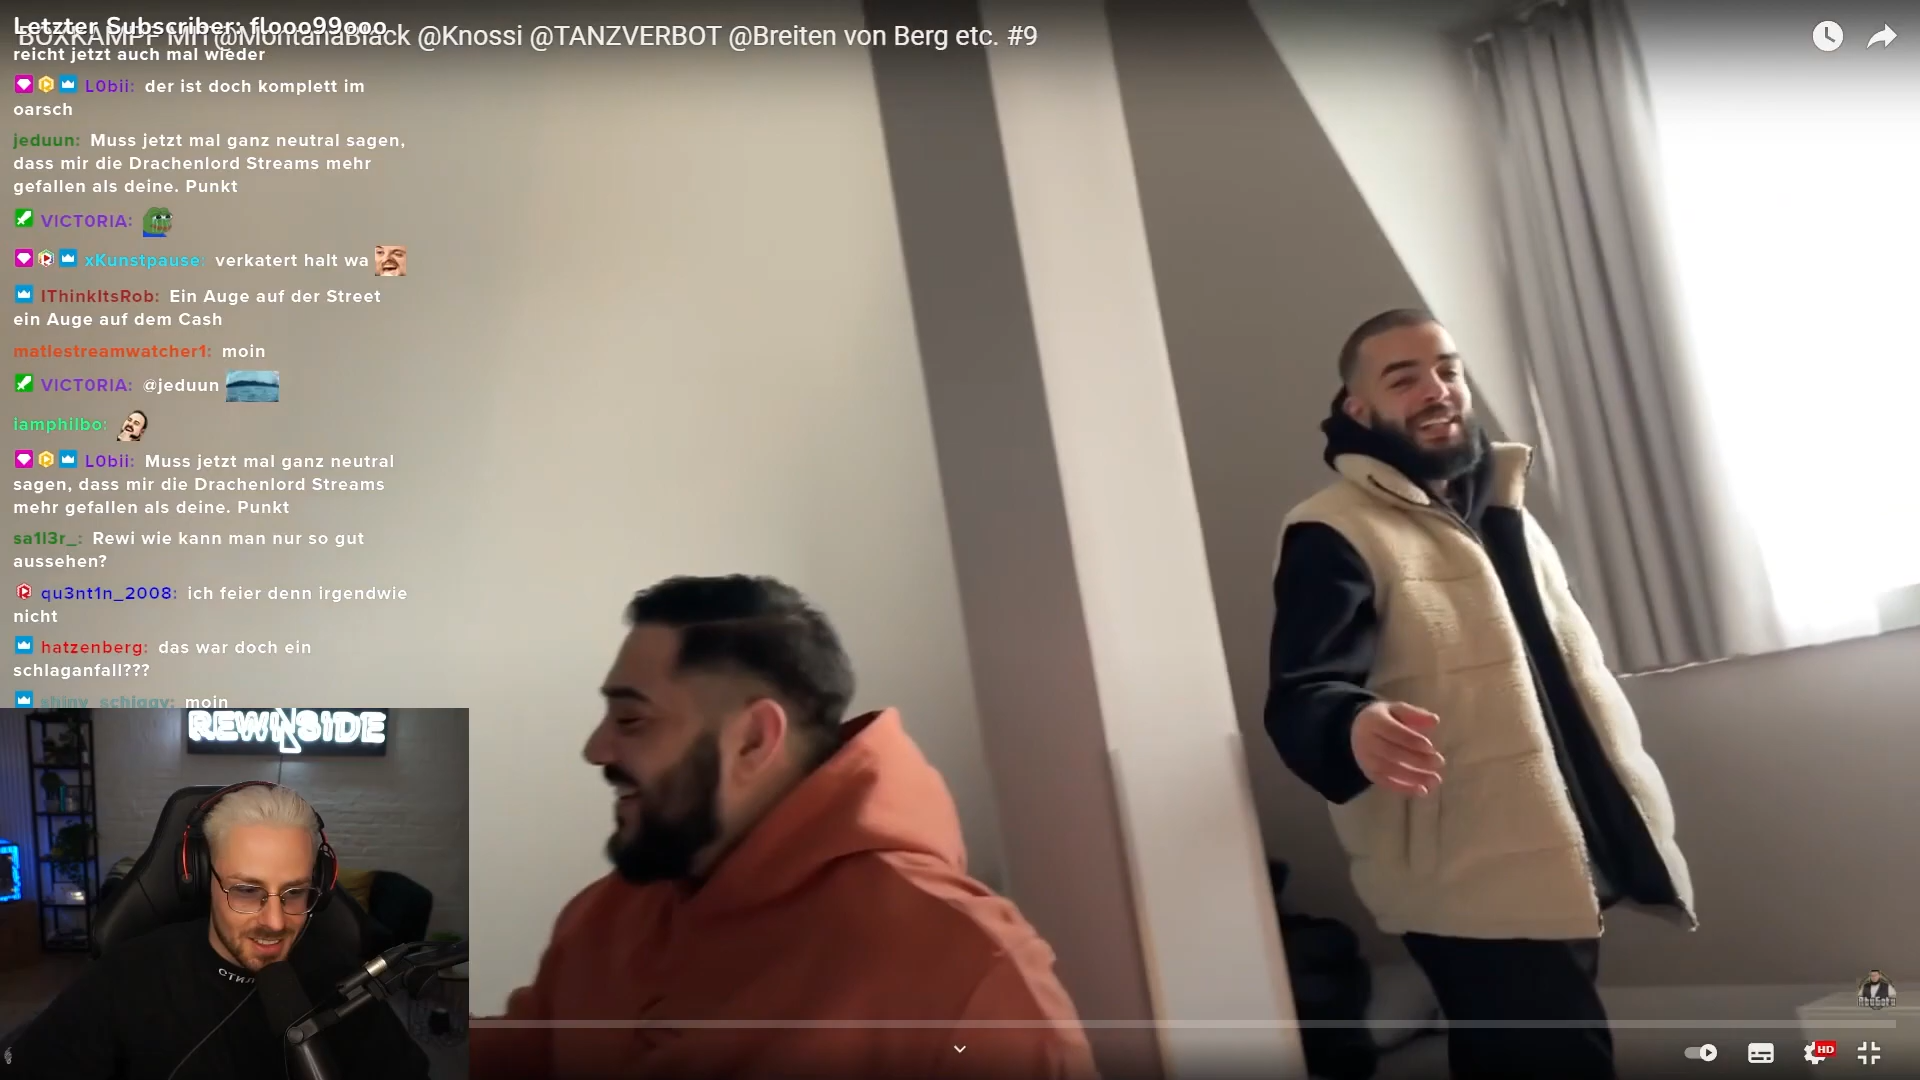 Letzter Subscriber: flooo99ooo
BOXKAMPF MIT@MontanaBlack @Knossi @TANZVERBOT @Breiten von Berg etc. #9
reicht jetzt auch mal wieder
L0bii: der ist doch komplett im
oarsch
jeduun: Muss jetzt mal ganz neutral sagen,
dass mir die Drachenlord Streams mehr
gefallen als deine. Punkt
VICT0RIA:
xKunstpause: verkatert halt wa
IThinkItsRob: Ein Auge auf der Street
ein Auge auf dem Cash
matlestreamwatcher1: moin
VICT0RIA: @jeduun
iamphilbo:
L0bii: Muss jetzt mal ganz neutral
sagen, dass mir die Drachenlord Streams
mehr gefallen als deine. Punkt
sa1l3r_: Rewi wie kann man nur so gut
aussehen?
qu3nt1n_2008: ich feier denn irgendwie
nicht
hatzenberg: das war doch ein
schlaganfall???
shiny_schiggy: moin
REWINSIDE
HD